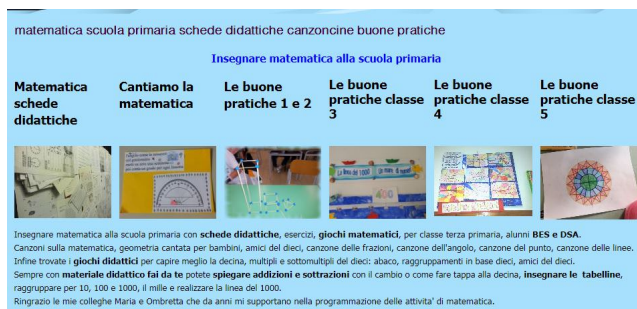 matematica scuola primaria schede didattiche canzoncine buone pratiche
Insegnare matematica alla scuola primaria
Matematica schede didattiche
Cantiamo la matematica
Le buone pratiche 1 e 2
Le buone pratiche classe 3
Le buone pratiche classe 4
Le buone pratiche classe 5
La linea del 1000
Insegnare matematica alla scuola primaria con schede didattiche, esercizi, giochi matematici, per classe terza primaria, alunni BES e DSA.
Canzoni sulla matematica, geometria cantata per bambini, amici del dieci, canzone delle frazioni, canzone dell'angolo, canzone del punto, canzone delle linee.
Infine trovate i giochi didattici per capire meglio la decina, multipli e sottomultipli del dieci: abaco, raggruppamenti in base dieci, amici del dieci.
Sempre con materiale didattico fai da te potete spiegare addizioni e sottrazioni con il cambio o come fare tappa alla decina, insegnare le tabelline,
raggruppare per 10, 100 e 1000, il mille e realizzare la linea del 1000.
Ringrazio le mie colleghe Maria e Ombretta che da anni mi supportano nella programmazione delle attivita' di matematica.